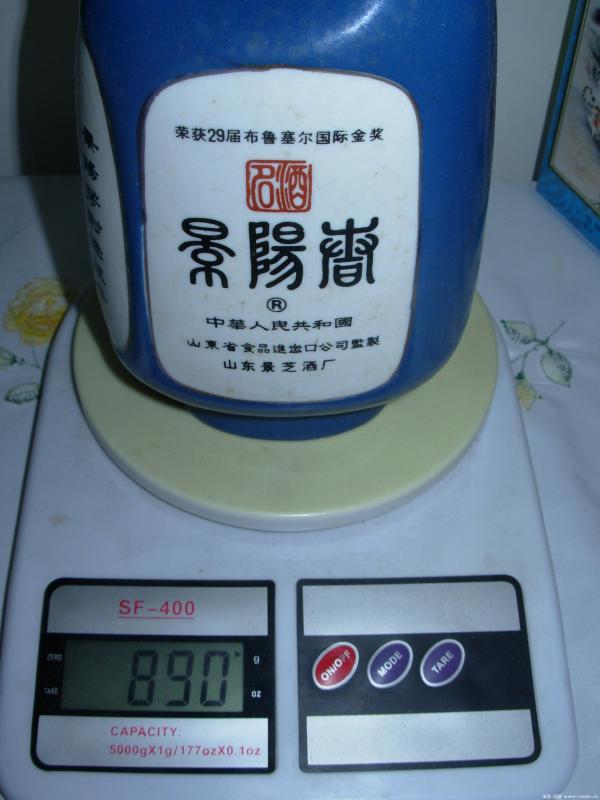 荣获29届布鲁塞尔国际金奖
名酒
景陽春
®
中華人民共和國
山東省食品進出口公司監製
山东景芝酒厂
SF-400
ZERO
890
g
TARE
oz
CAPACITY:
5000gX1g/177ozX0.1oz
ON/OFF
MODE
TARE